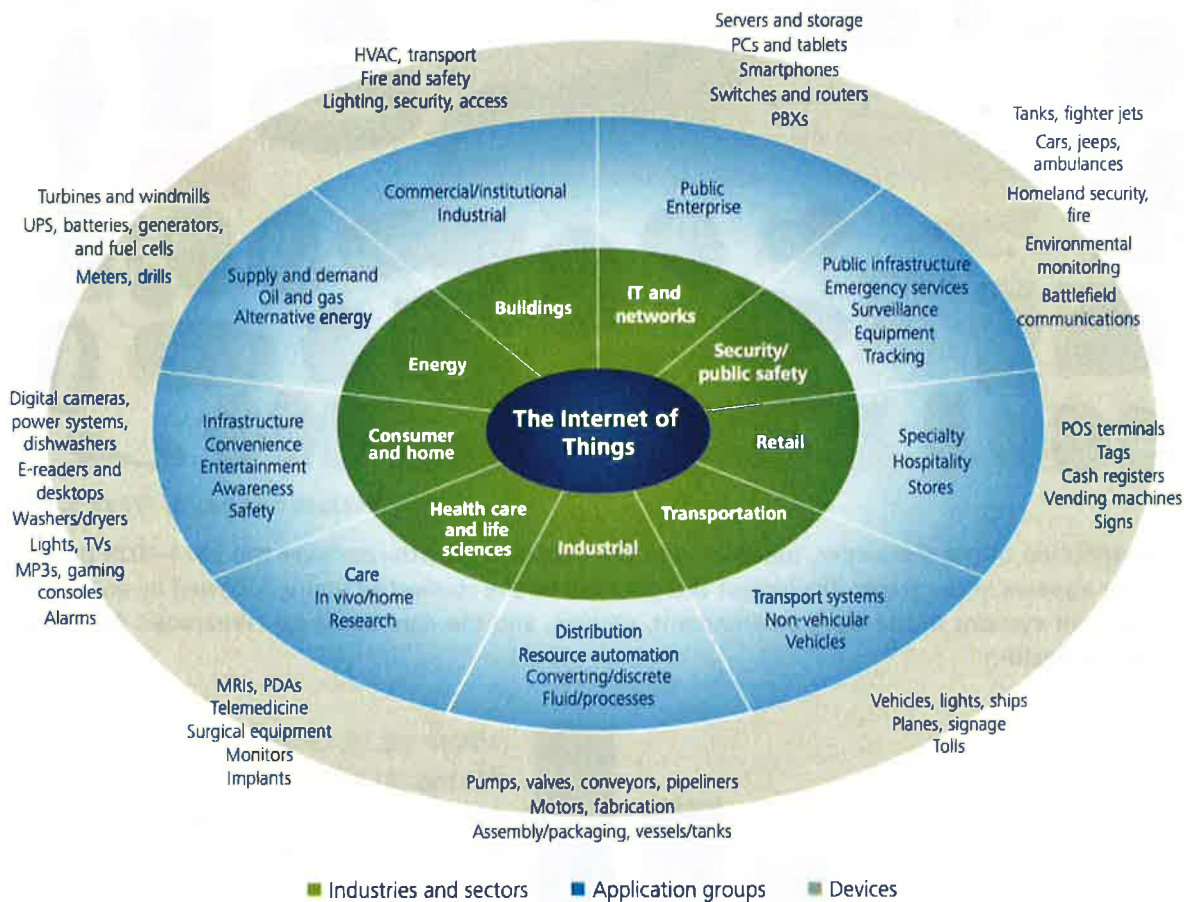 Servers and storage
PCs and tablets
Smartphones
Switches and routers
PBXs
HVAC, transport
Fire and safety
Lighting, security, access
Tanks, fighter jets
Cars, jeeps,
ambulances
Homeland security,
fire
Environmental
monitoring
Battlefield
communications
Turbines and windmills
UPS, batteries, generators,
and fuel cells
Meters, drills
Commercial/institutional
Industrial
Public
Enterprise
Supply and demand
Oil and gas
Alternative energy
Public infrastructure
Emergency services
Surveillance
Equipment
Tracking
Buildings
IT and
networks
Energy
Security/
public safety
The Internet of
Things
Consumer
and home
Retail
Health care
and life
sciences
Industrial
Transportation
Digital cameras,
power systems,
dishwashers
E-readers and
desktops
Washers/dryers
Lights, TVs
MP3s, gaming
consoles
Alarms
Infrastructure
Convenience
Entertainment
Awareness
Safety
Specialty
Hospitality
Stores
POS terminals
Tags
Cash registers
Vending machines
Signs
Care
In vivo/home
Research
Distribution
Resource automation
Converting/discrete
Fluid/processes
Transport systems
Non-vehicular
Vehicles
MRIs, PDAs
Telemedicine
Surgical equipment
Monitors
Implants
Pumps, valves, conveyors, pipeliners
Motors, fabrication
Assembly/packaging, vessels/tanks
Vehicles, lights, ships
Planes, signage
Tolls
Industries and sectors
Application groups
Devices